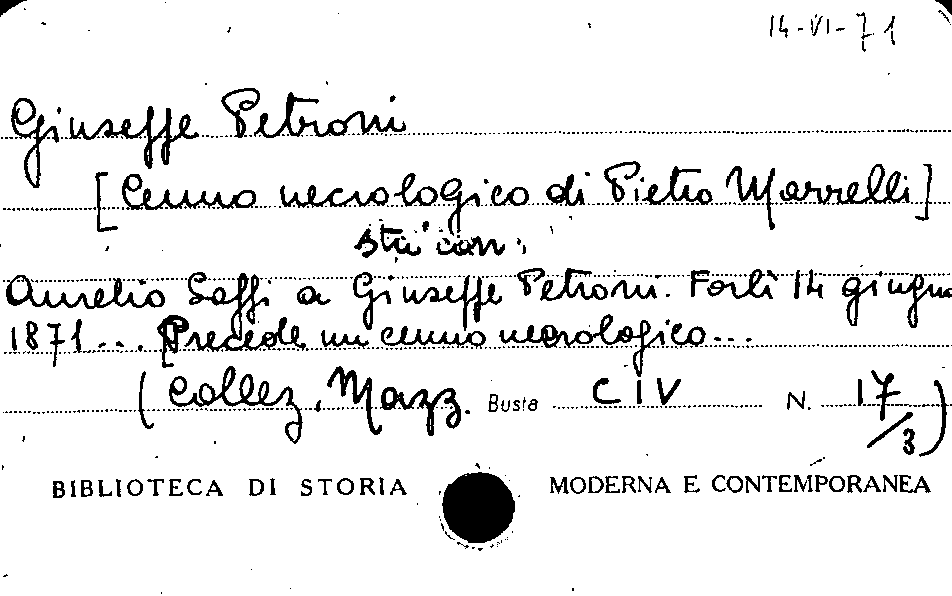 14-VI-71
Giuseppe Petroni
[Cenno necrologico di Pietro Marrelli]
sta' con:
Aurelio Saffi a Giuseppe Petroni. Forlì 14 giugno
1871... [Precede un cenno necrologico...
(Collez. Mazz. Busta CIV N. 17/3)
BIBLIOTECA DI STORIA MODERNA E CONTEMPORANEA